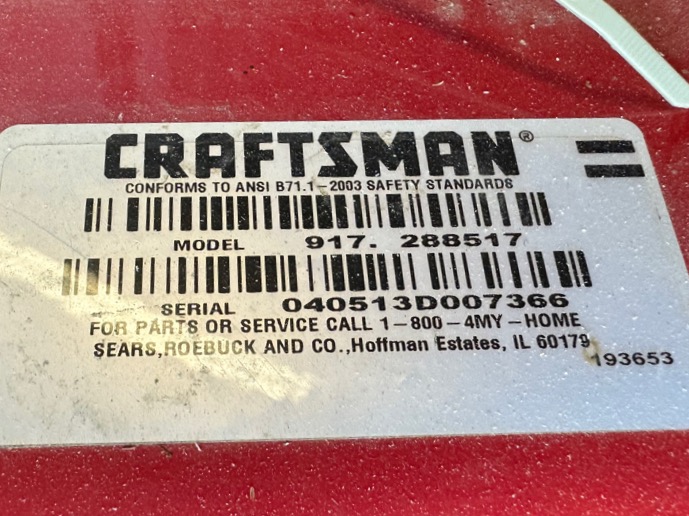 CRAFTSMAN®
CONFORMS TO ANSI B71.1-2003 SAFETY STANDARDS
MODEL 917. 288517
SERIAL 040513D007366
FOR PARTS OR SERVICE CALL 1-800-4MY-HOME
SEARS,ROEBUCK AND CO.,Hoffman Estates, IL 60179
193653